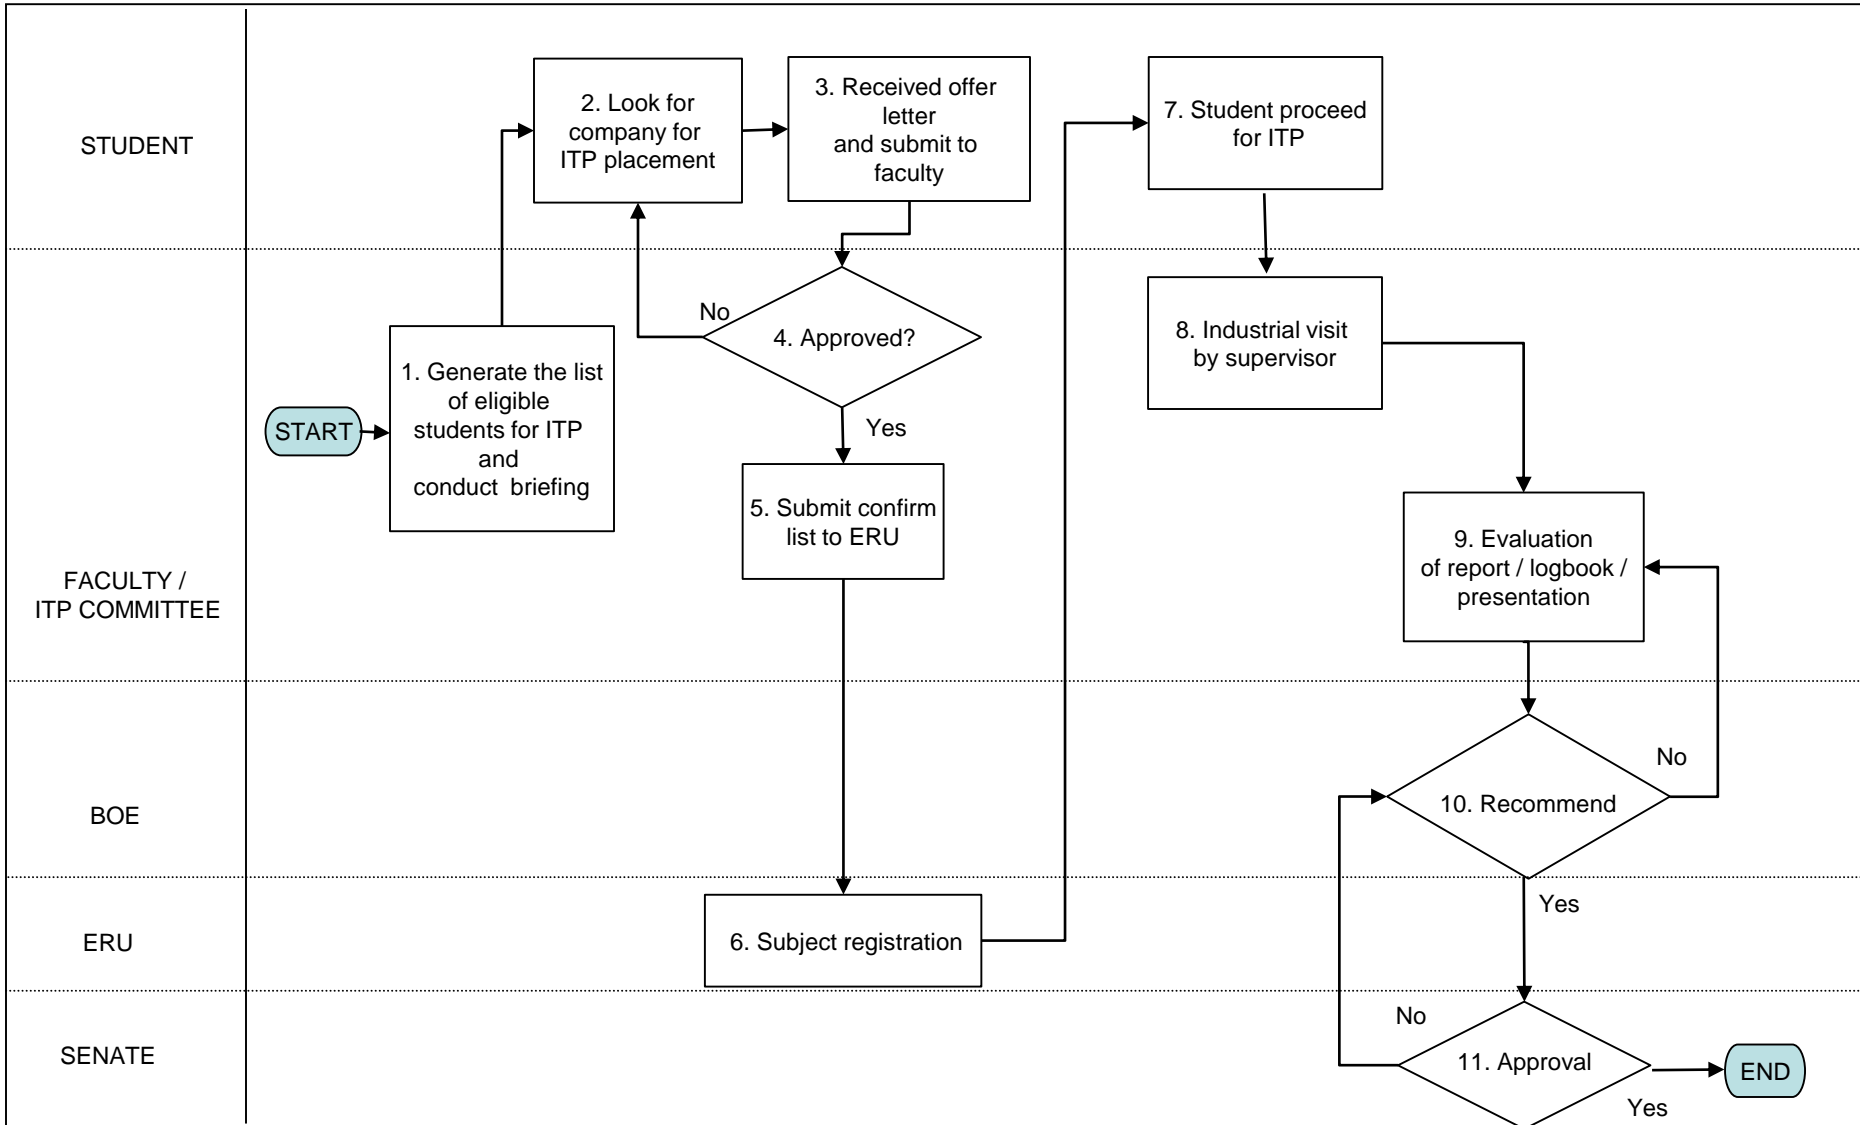 STUDENT
2. Look for
company for
ITP placement
3. Received offer
letter
and submit to
faculty
7. Student proceed
for ITP
FACULTY /
ITP COMMITTEE
START
1. Generate the list
of eligible
students for ITP
and
conduct briefing
No
4. Approved?
Yes
5. Submit confirm
list to ERU
8. Industrial visit
by supervisor
9. Evaluation
of report / logbook /
presentation
BOE
10. Recommend
No
Yes
ERU
6. Subject registration
SENATE
No
11. Approval
Yes
END